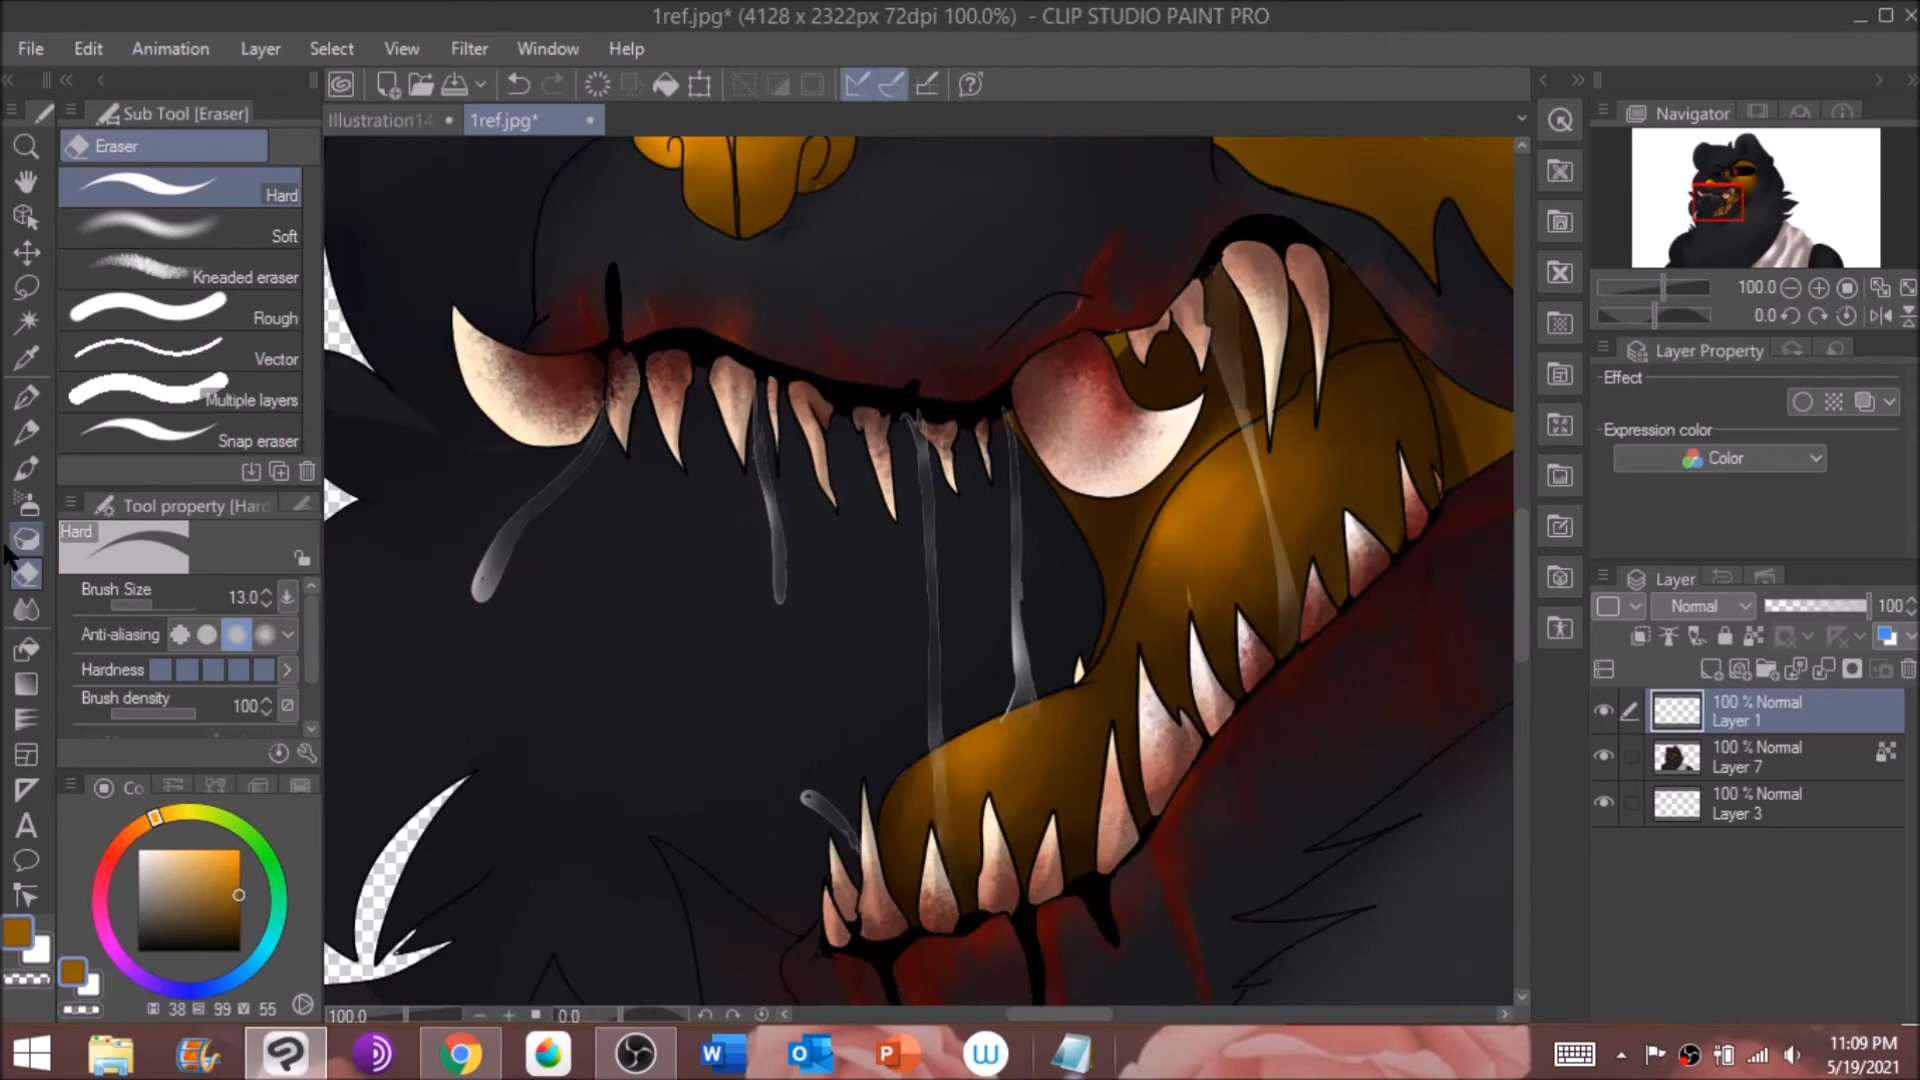 1ref.jpg* (4128 x 2322px 72dpi 100.0%) - CLIP STUDIO PAINT PRO
File Edit Animation Layer Select View Filter Window Help
Sub Tool [Eraser]
Illustration14
1ref.jpg*
Navigator
Eraser
Hard
Soft
Kneaded eraser
Rough
Vector
Multiple layers
Snap eraser
100.0
0.0
Layer Property
Effect
Expression color
Color
Tool property [Hard
Hard
Brush Size 13.0
Anti-aliasing
Hardness
Brush density 100
Layer
Normal 100
100 % Normal
Layer 1
100 % Normal
Layer 7
100 % Normal
Layer 3
Co
H 38 S 99 V 55
100.0 0.0
11:09 PM
5/19/2021